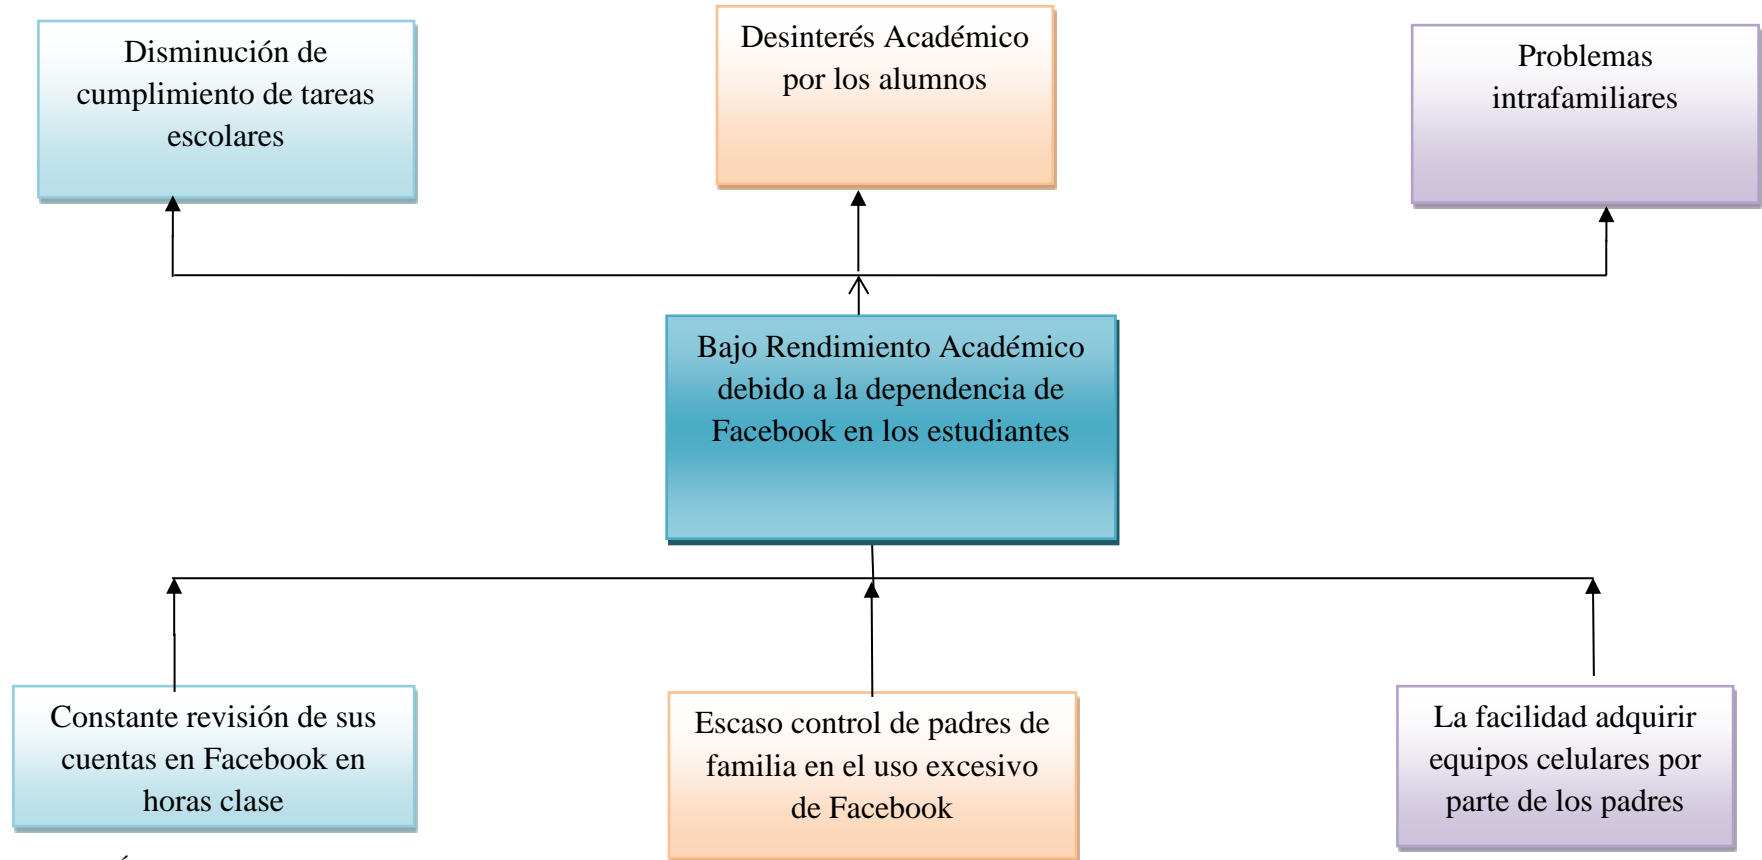 Disminución de
cumplimiento de tareas
escolares
Desinterés Académico
por los alumnos
Problemas
intrafamiliares
Bajo Rendimiento Académico
debido a la dependencia de
Facebook en los estudiantes
Constante revisión de sus
cuentas en Facebook en
horas clase
Escaso control de padres de
familia en el uso excesivo
de Facebook
La facilidad adquirir
equipos celulares por
parte de los padres